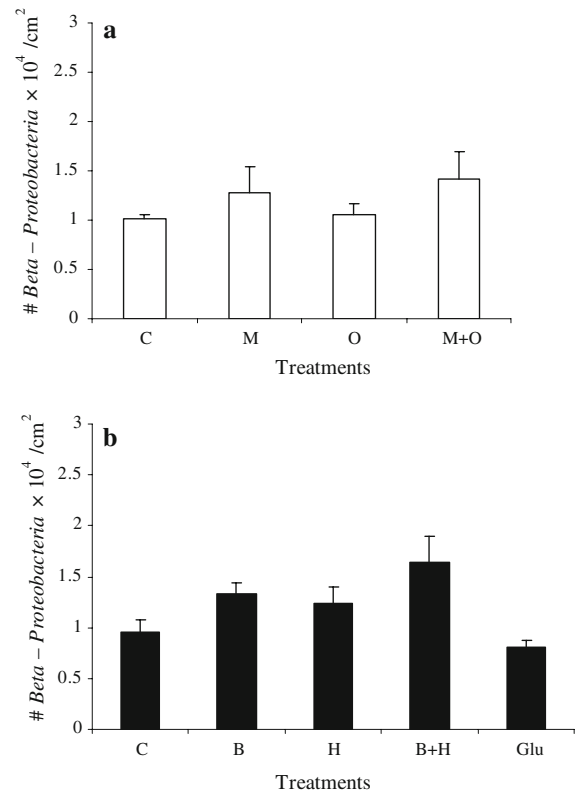 a
# Beta – Proteobacteria × 10⁴ /cm²
3
2.5
2
1.5
1
0.5
0
C M O M+O
Treatments
b
# Beta – Proteobacteria × 10⁴ /cm²
3
2.5
2
1.5
1
0.5
0
C B H B+H Glu
Treatments